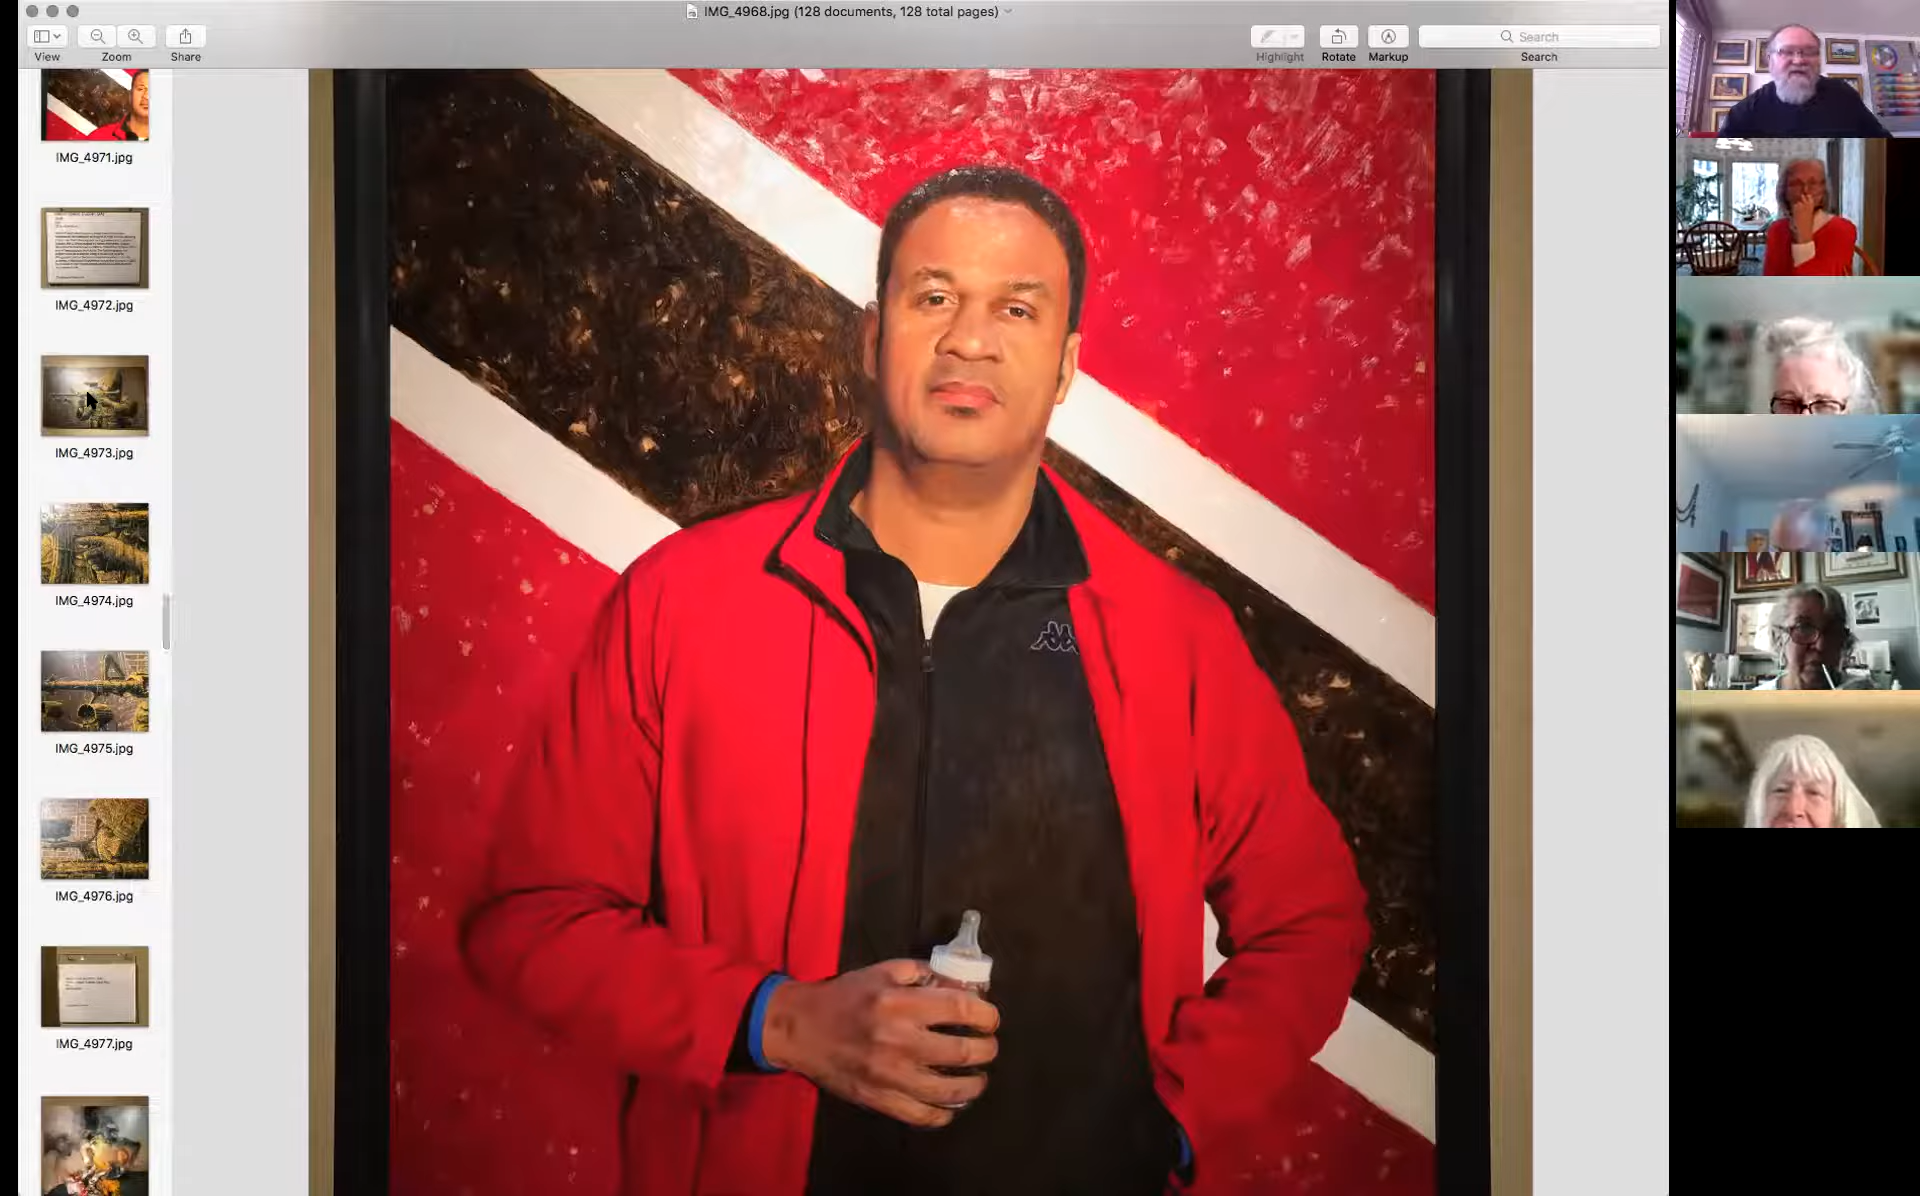 IMG_4968.jpg (128 documents, 128 total pages)
View
Zoom
Share
Highlight
Rotate
Markup
Search
Search
IMG_4971.jpg
IMG_4972.jpg
IMG_4973.jpg
IMG_4974.jpg
IMG_4975.jpg
IMG_4976.jpg
IMG_4977.jpg